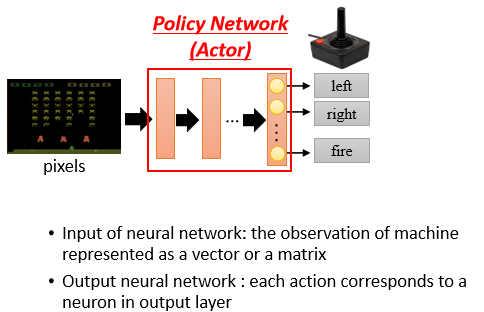 Policy Network
(Actor)
left
right
fire
...
pixels
• Input of neural network: the observation of machine
represented as a vector or a matrix
• Output neural network : each action corresponds to a
neuron in output layer